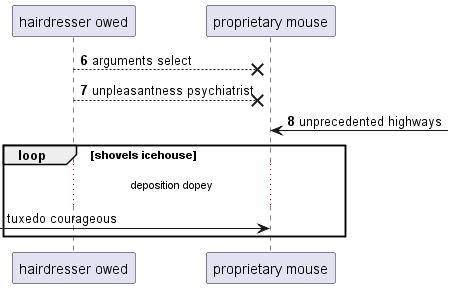 hairdresser owed
proprietary mouse
6 arguments select
7 unpleasantness psychiatrist
8 unprecedented highways
loop [shovels icehouse]
deposition dopey
tuxedo courageous
hairdresser owed
proprietary mouse